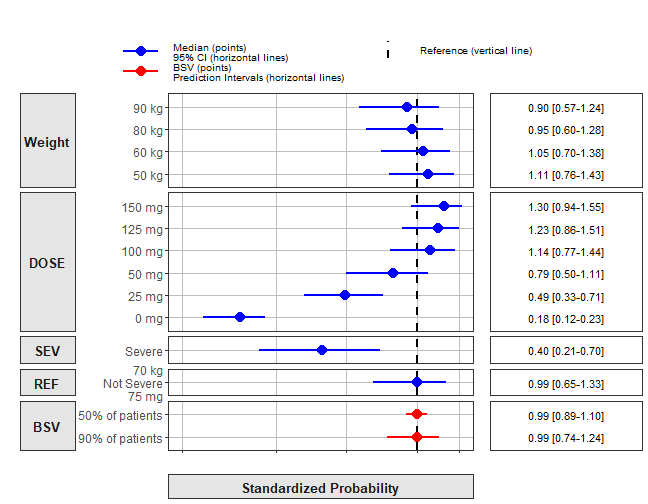 Median (points)
95% CI (horizontal lines)
BSV (points)
Prediction Intervals (horizontal lines)
Reference (vertical line)
Weight
90 kg
0.90 [0.57-1.24]
80 kg
0.95 [0.60-1.28]
60 kg
1.05 [0.70-1.38]
50 kg
1.11 [0.76-1.43]
DOSE
150 mg
1.30 [0.94-1.55]
125 mg
1.23 [0.86-1.51]
100 mg
1.14 [0.77-1.44]
50 mg
0.79 [0.50-1.11]
25 mg
0.49 [0.33-0.71]
0 mg
0.18 [0.12-0.23]
SEV
Severe
0.40 [0.21-0.70]
REF
70 kg
Not Severe
75 mg
0.99 [0.65-1.33]
BSV
50% of patients
0.99 [0.89-1.10]
90% of patients
0.99 [0.74-1.24]
Standardized Probability